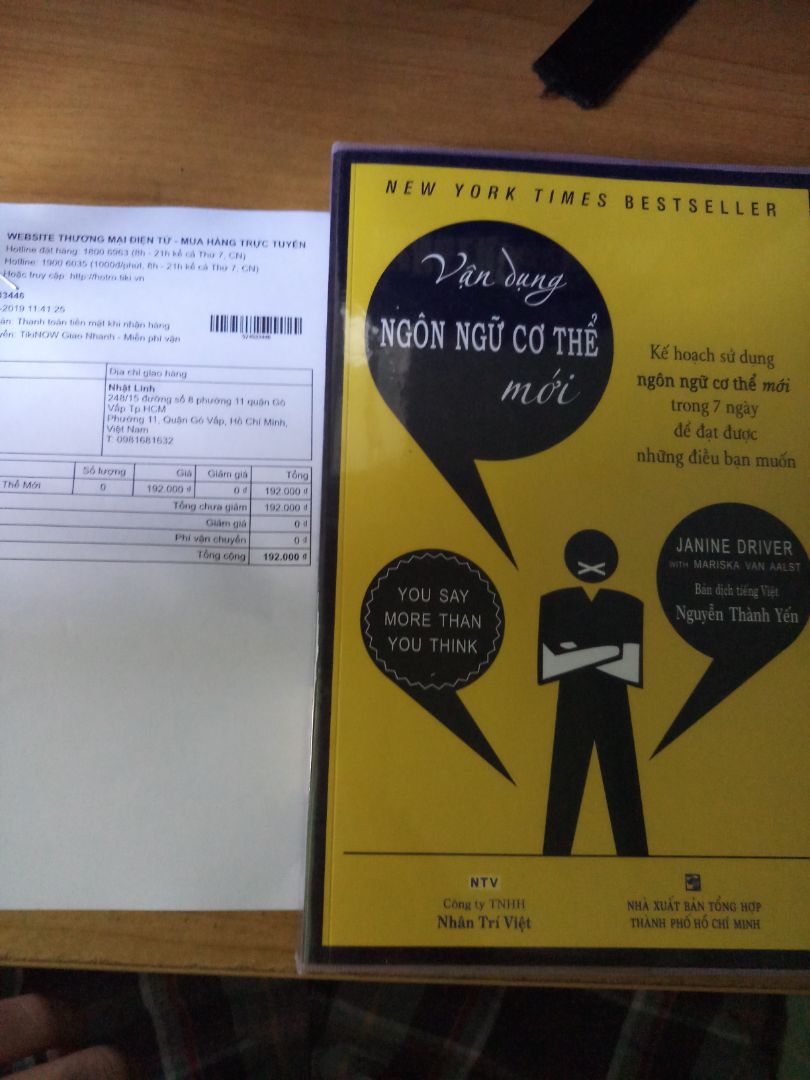 WEBSITE THƯƠNG MẠI ĐIỆN TỬ - MUA HÀNG TRỰC TUYẾN
Hotline đặt hàng: 1800 6963 (8h - 21h kể cả Thứ 7, CN)
Hotline: 1900 6035 (1000đ/phút, 8h - 21h kể cả Thứ 7, CN)
Hoặc truy cập: http://hotro.tiki.vn
33446
-2019 11:41:25
án: Thanh toán tiền mặt khi nhận hàng
yển: TikiNOW Giao Nhanh - Miễn phí vận
Địa chỉ giao hàng
Nhật Linh
248/15 đường số 8 phường 11 quận Gò
Vấp Tp.HCM
Phường 11, Quận Gò Vấp, Hồ Chí Minh,
Việt Nam
T: 0981681632
Số lượng Giá Giảm giá Tổng
Thể Mới 192.000 đ 0 đ 192.000 đ
Tổng chưa giảm 192.000 đ
Giảm giá 0 đ
Phí vận chuyển 0 đ
Tổng cộng 192.000 đ
NEW YORK TIMES BESTSELLER
Vận dụng
NGÔN NGỮ CƠ THỂ
mới
Kế hoạch sử dụng
ngôn ngữ cơ thể mới
trong 7 ngày
để đạt được
những điều bạn muốn
YOU SAY
MORE THAN
YOU THINK
JANINE DRIVER
WITH MARISKA VAN AALST
Bản dịch tiếng Việt
Nguyễn Thành Yến
NTV
Công ty TNHH
Nhân Trí Việt
NHÀ XUẤT BẢN TỔNG HỢP
THÀNH PHỐ HỒ CHÍ MINH